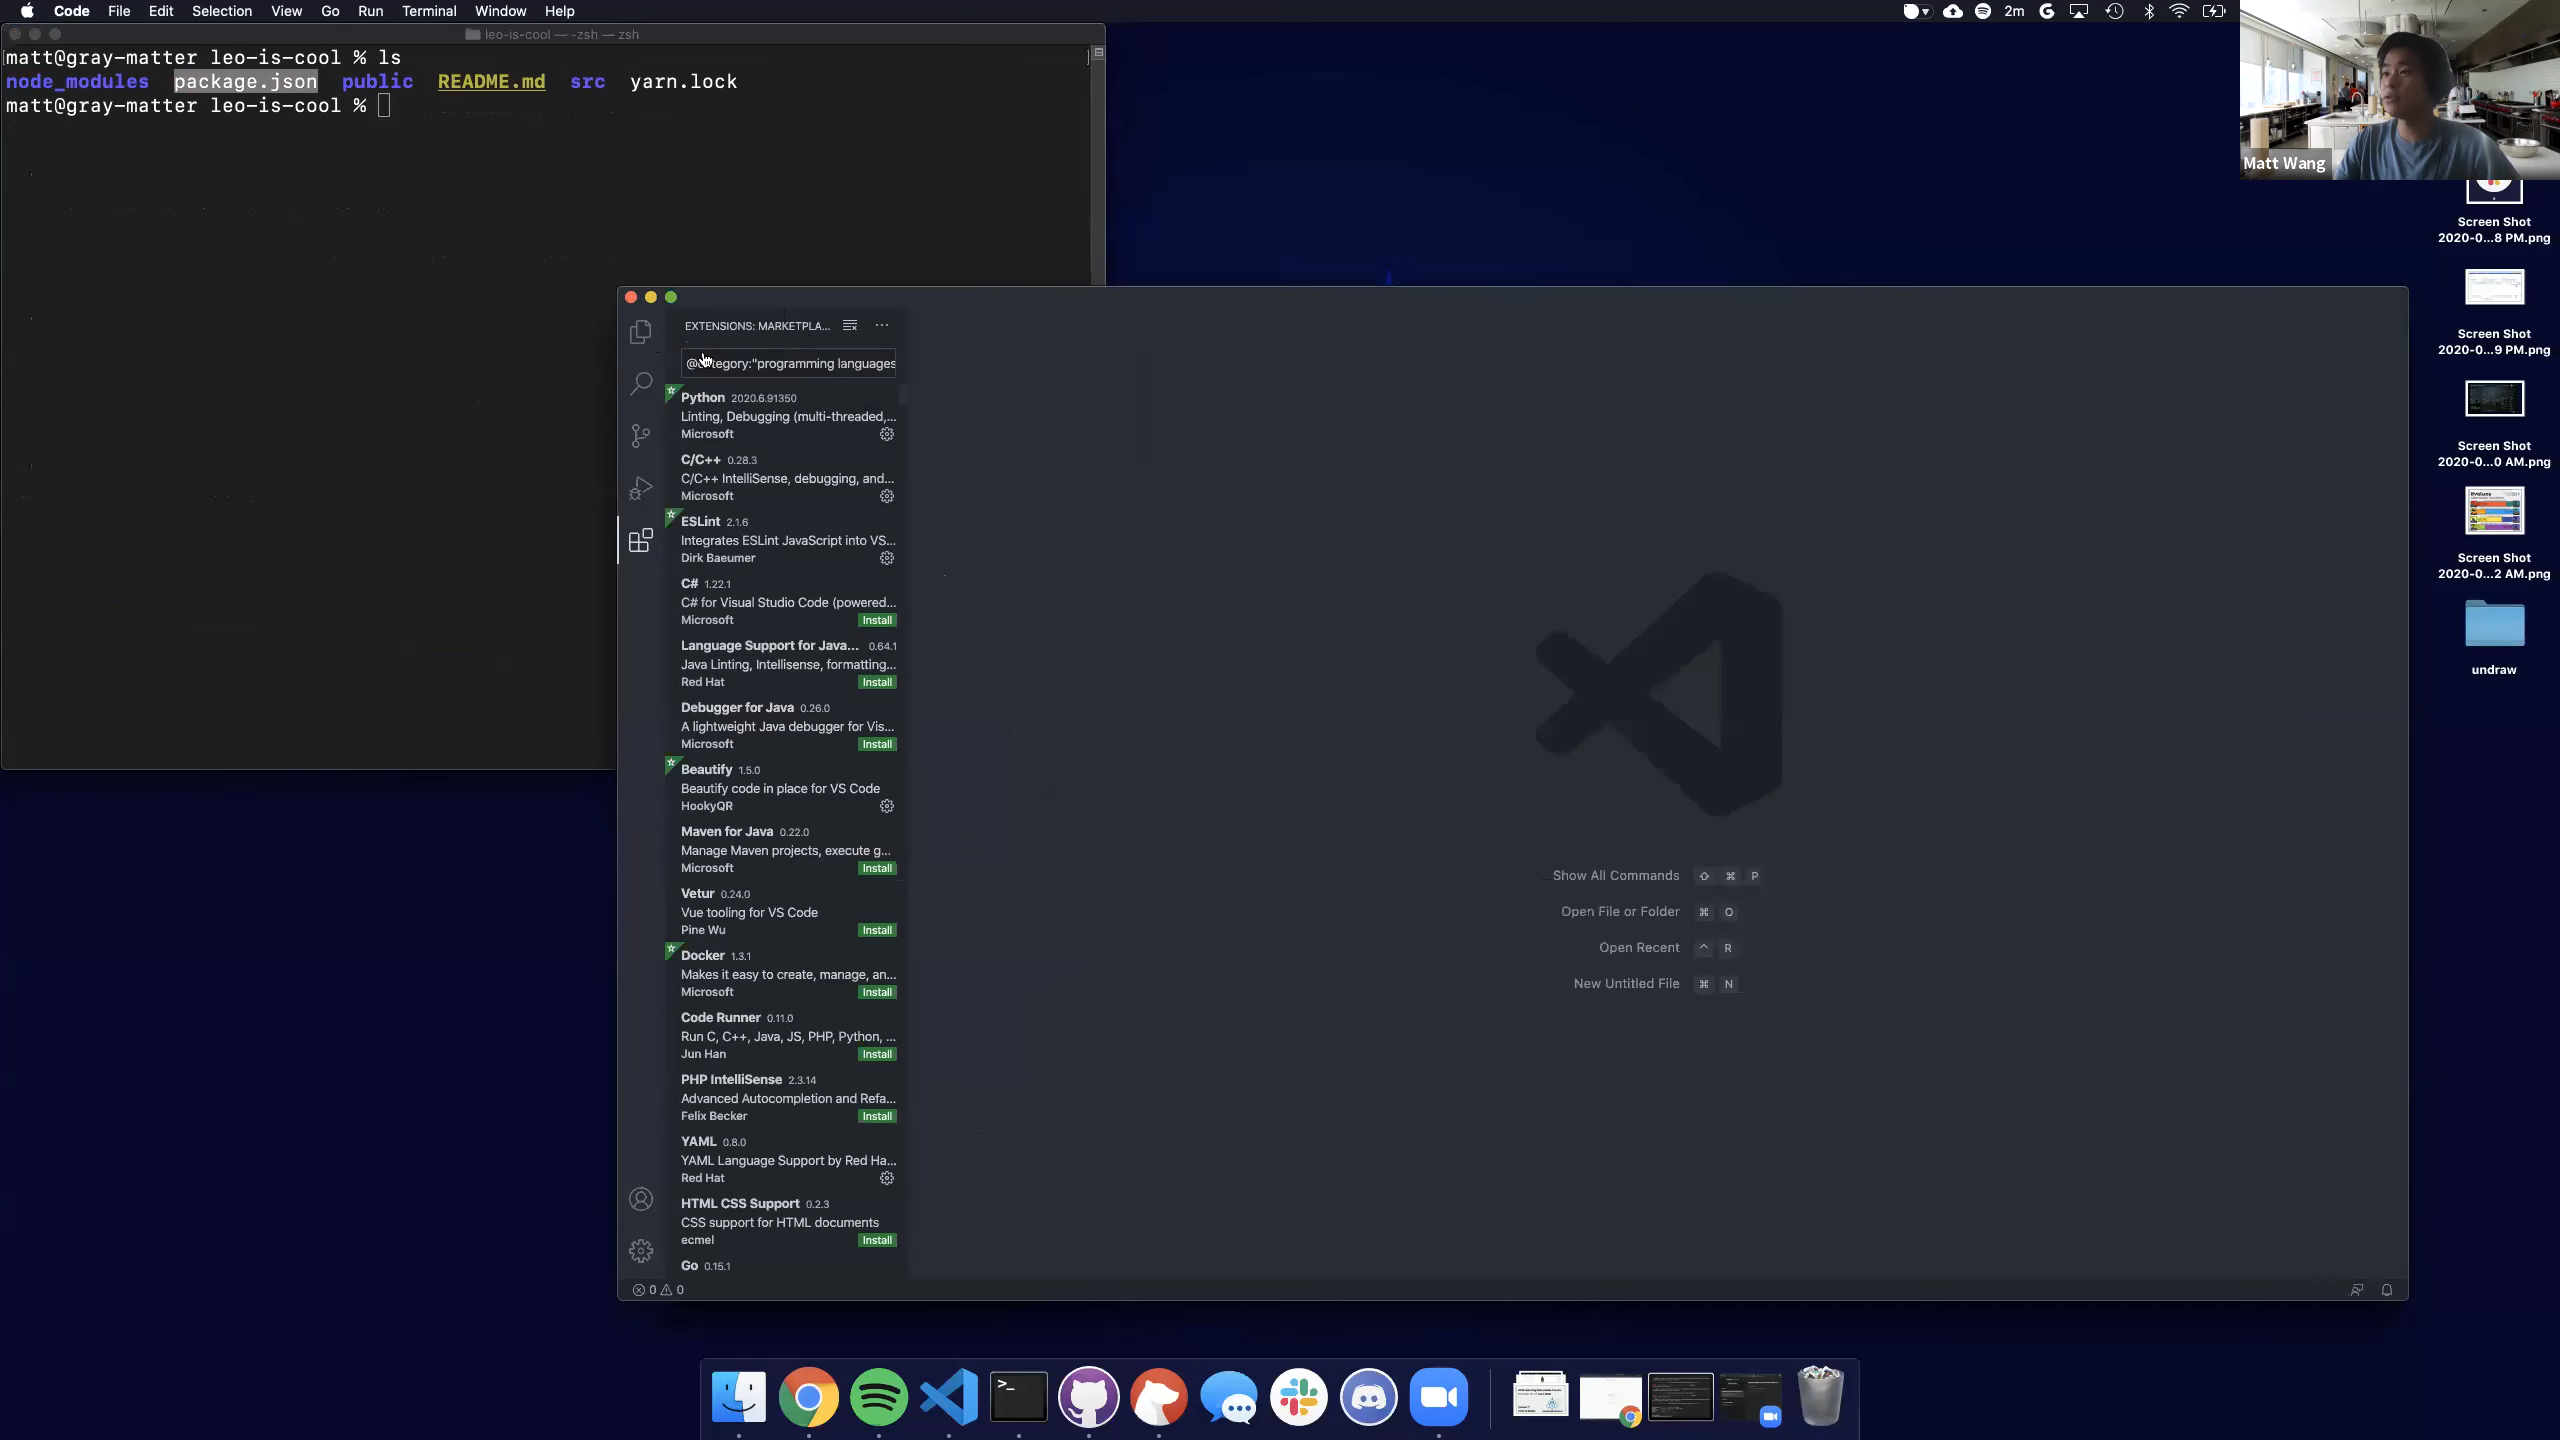 Code File Edit Selection View Go Run Terminal Window Help
2m
leo-is-cool — -zsh — zsh
matt@gray-matter leo-is-cool % ls
node_modules package.json public README.md src yarn.lock
matt@gray-matter leo-is-cool %
Matt Wang
Screen Shot
2020-0...8 PM.png
Screen Shot
2020-0...9 PM.png
Screen Shot
2020-0...0 AM.png
Screen Shot
2020-0...2 AM.png
undraw
EXTENSIONS: MARKETPLA...
tegory:"programming languages
Python 2020.6.91350
Linting, Debugging (multi-threaded,...
Microsoft
C/C++ 0.28.3
C/C++ IntelliSense, debugging, and...
Microsoft
ESLint 2.1.6
Integrates ESLint JavaScript into VS...
Dirk Baeumer
C# 1.22.1
C# for Visual Studio Code (powered...
Microsoft Install
Language Support for Java... 0.64.1
Java Linting, Intellisense, formatting...
Red Hat Install
Debugger for Java 0.26.0
A lightweight Java debugger for Vis...
Microsoft Install
Beautify 1.5.0
Beautify code in place for VS Code
HookyQR
Maven for Java 0.22.0
Manage Maven projects, execute g...
Microsoft Install
Vetur 0.24.0
Vue tooling for VS Code
Pine Wu Install
Docker 1.3.1
Makes it easy to create, manage, an...
Microsoft Install
Code Runner 0.11.0
Run C, C++, Java, JS, PHP, Python, ...
Jun Han Install
PHP IntelliSense 2.3.14
Advanced Autocompletion and Refa...
Felix Becker Install
YAML 0.8.0
YAML Language Support by Red Ha...
Red Hat
HTML CSS Support 0.2.3
CSS support for HTML documents
ecmel Install
Go 0.15.1
Show All Commands ⇧ ⌘ P
Open File or Folder ⌘ O
Open Recent ^ R
New Untitled File ⌘ N
0 0